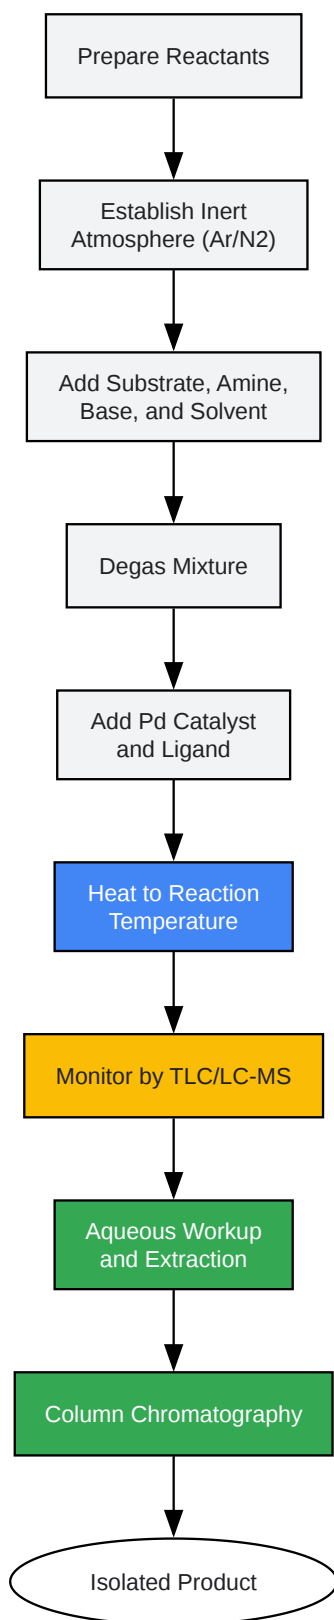 Prepare Reactants
Establish Inert
Atmosphere (Ar/N2)
Add Substrate, Amine,
Base, and Solvent
Degas Mixture
Add Pd Catalyst
and Ligand
Heat to Reaction
Temperature
Monitor by TLC/LC-MS
Aqueous Workup
and Extraction
Column Chromatography
Isolated Product